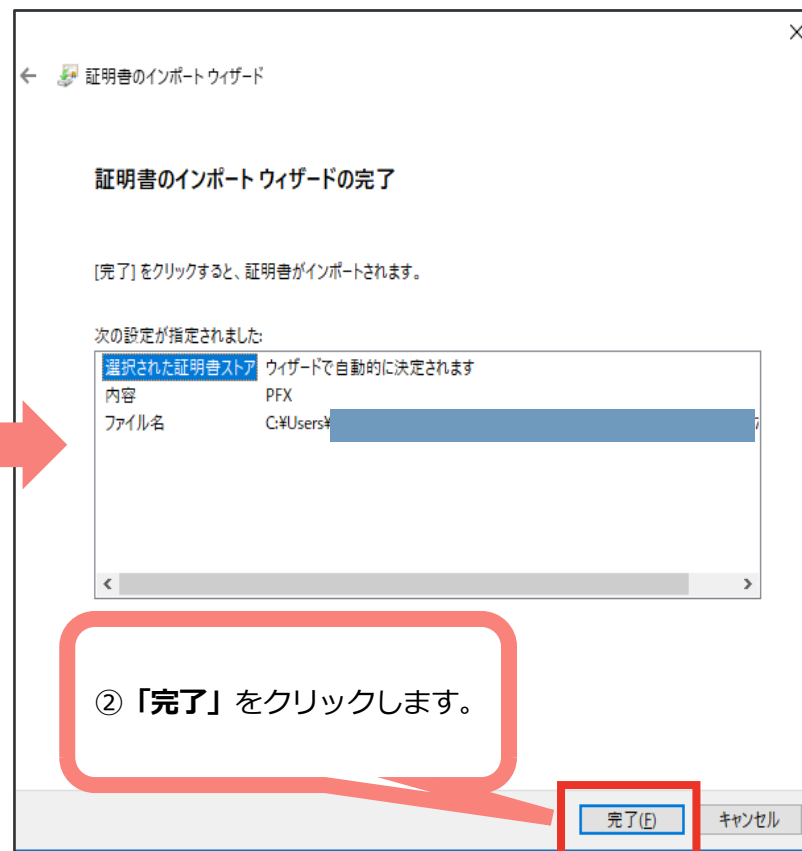 証明書のインポート ウィザード
証明書のインポート ウィザードの完了
[完了] をクリックすると、証明書がインポートされます。
次の設定が指定されました:
選択された証明書ストア ウィザードで自動的に決定されます
内容 PFX
ファイル名 C:¥Users¥
②「完了」をクリックします。
完了(F) キャンセル